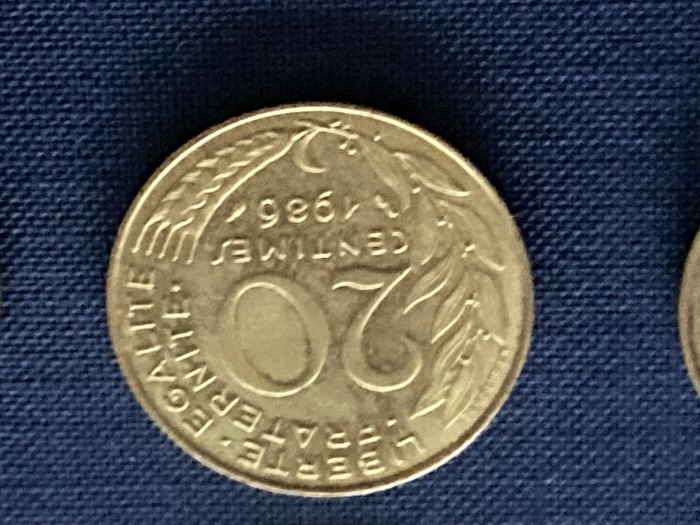 LIBERTE·EGALITE
FRATERNITE·
20
CENTIMES
1986